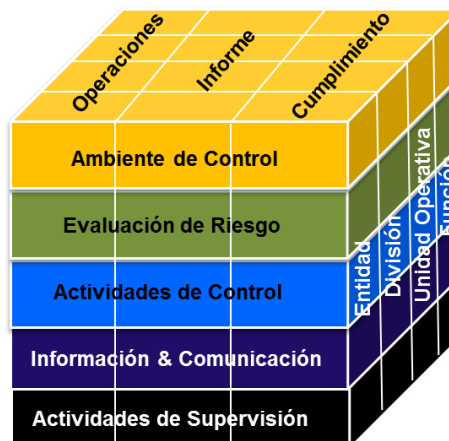 Operaciones
Informe
Cumplimiento
Ambiente de Control
Evaluación de Riesgo
Actividades de Control
Información & Comunicación
Actividades de Supervisión
Entidad
División
Unidad Operativa
Función